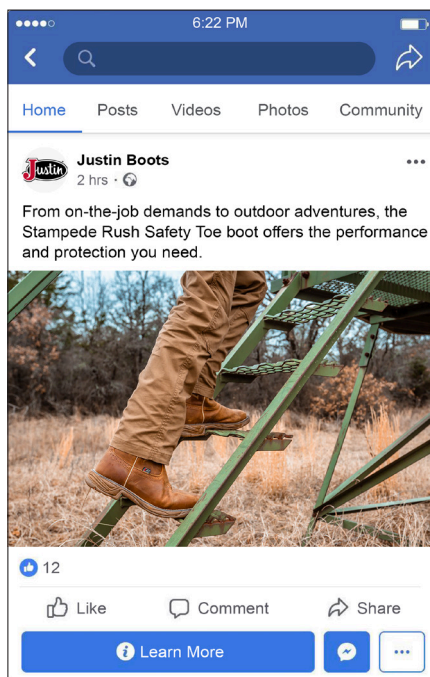 6:22 PM
Home Posts Videos Photos Community
Justin
Justin Boots
2 hrs ·
From on-the-job demands to outdoor adventures, the
Stampede Rush Safety Toe boot offers the performance
and protection you need.
12
Like Comment Share
Learn More